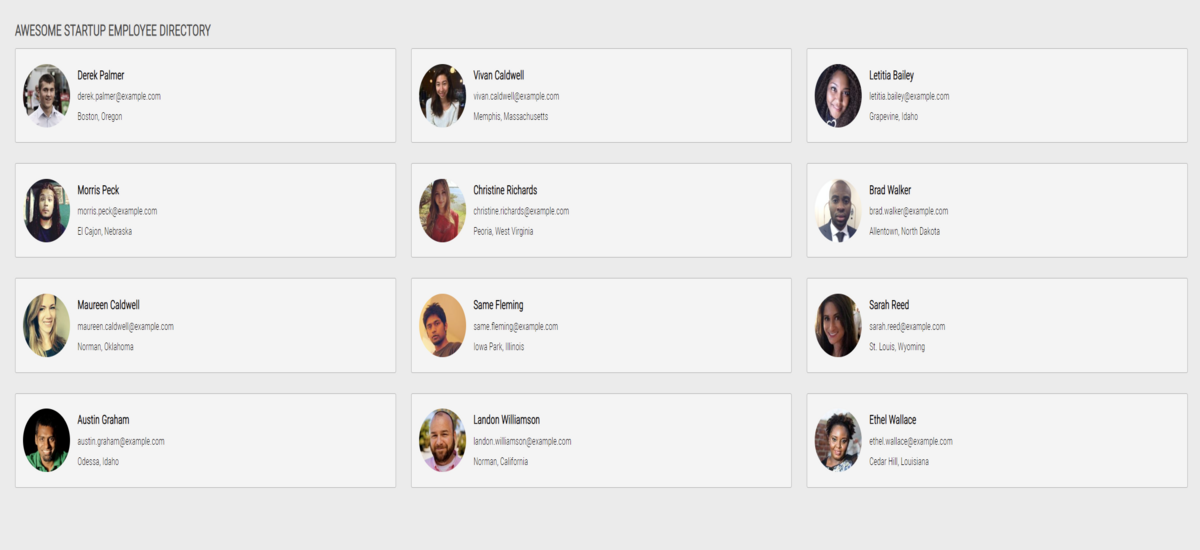 AWESOME STARTUP EMPLOYEE DIRECTORY
Derek Palmer
derek.palmer@example.com
Boston, Oregon
Vivan Caldwell
vivan.caldwell@example.com
Memphis, Massachusetts
Letitia Bailey
letitia.bailey@example.com
Grapevine, Idaho
Morris Peck
morris.peck@example.com
El Cajon, Nebraska
Christine Richards
christine.richards@example.com
Peoria, West Virginia
Brad Walker
brad.walker@example.com
Allentown, North Dakota
Maureen Caldwell
maureen.caldwell@example.com
Norman, Oklahoma
Same Fleming
same.fleming@example.com
Iowa Park, Illinois
Sarah Reed
sarah.reed@example.com
St. Louis, Wyoming
Austin Graham
austin.graham@example.com
Odessa, Idaho
Landon Williamson
landon.williamson@example.com
Norman, California
Ethel Wallace
ethel.wallace@example.com
Cedar Hill, Louisiana